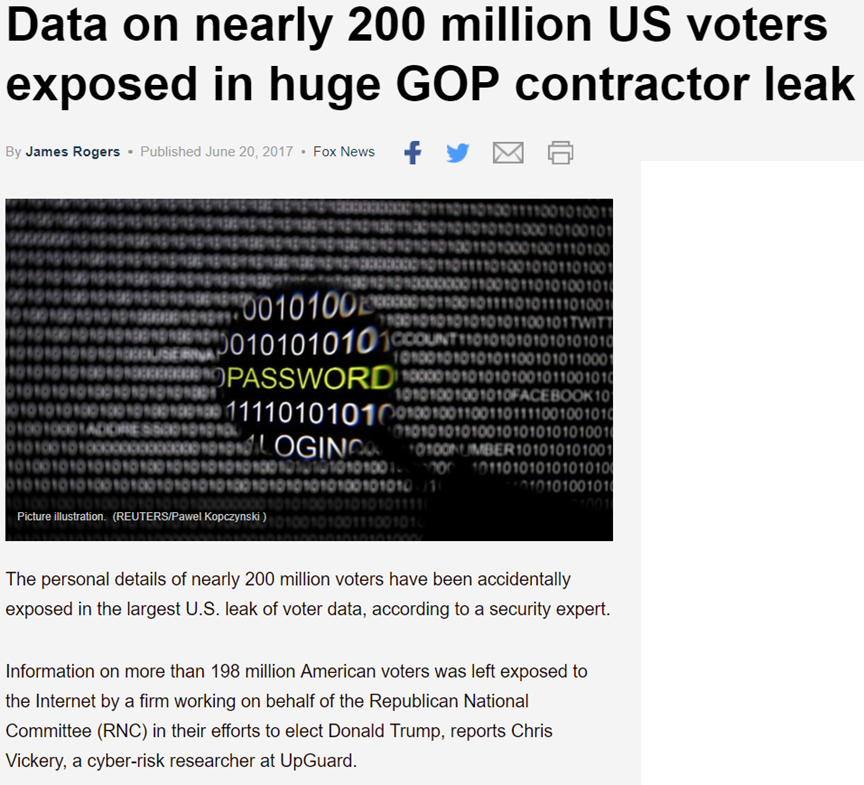 Data on nearly 200 million US voters
exposed in huge GOP contractor leak
By James Rogers • Published June 20, 2017 • Fox News
0010100
0010101010101
PASSWORD
LOGIN
Picture illustration. (REUTERS/Pawel Kopczynski )
The personal details of nearly 200 million voters have been accidentally
exposed in the largest U.S. leak of voter data, according to a security expert.
Information on more than 198 million American voters was left exposed to
the Internet by a firm working on behalf of the Republican National
Committee (RNC) in their efforts to elect Donald Trump, reports Chris
Vickery, a cyber-risk researcher at UpGuard.